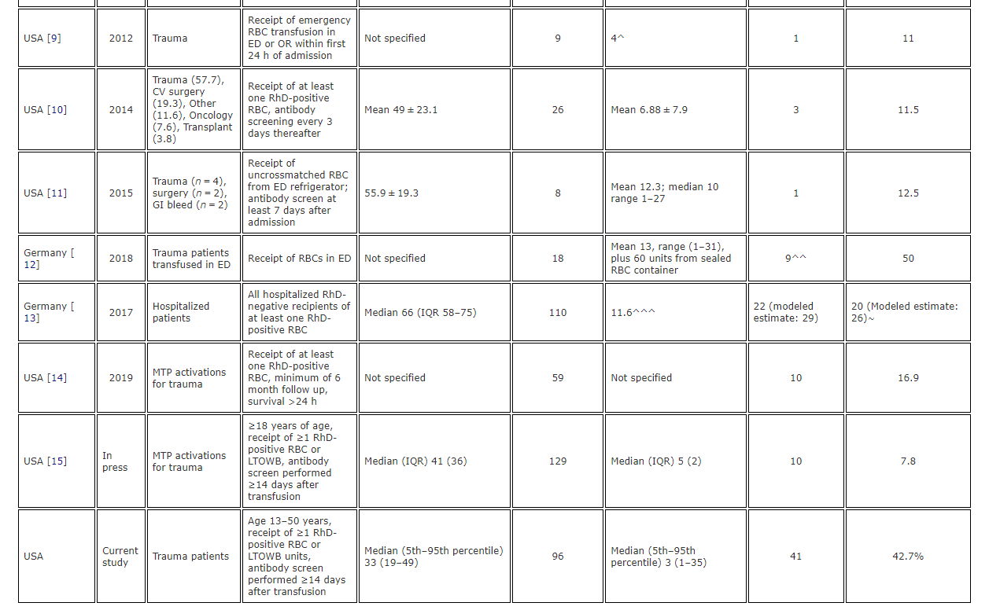 USA [9]
2012
Trauma
Receipt of emergency
RBC transfusion in
ED or OR within first
24 h of admission
Not specified
9
4^
1
11
USA [10]
2014
Trauma (57.7),
CV surgery
(19.3), Other
(11.6), Oncology
(7.6), Transplant
(3.8)
Receipt of at least
one RhD-positive
RBC, antibody
screening every 3
days thereafter
Mean 49 ± 23.1
26
Mean 6.88 ± 7.9
3
11.5
USA [11]
2015
Trauma (n = 4),
surgery (n = 2),
GI bleed (n = 2)
Receipt of
uncrossmatched RBC
from ED refrigerator;
antibody screen at
least 7 days after
admission
55.9 ± 19.3
8
Mean 12.3; median 10
range 1–27
1
12.5
Germany [
12]
2018
Trauma patients
transfused in ED
Receipt of RBCs in ED
Not specified
18
Mean 13, range (1–31),
plus 60 units from sealed
RBC container
9^^
50
Germany [
13]
2017
Hospitalized
patients
All hospitalized RhD-
negative recipients of
at least one RhD-
positive RBC
Median 66 (IQR 58–75)
110
11.6^^^
22 (modeled
estimate: 29)
20 (Modeled estimate:
26)~
USA [14]
2019
MTP activations
for trauma
Receipt of at least
one RhD-positive
RBC, minimum of 6
month follow up,
survival >24 h
Not specified
59
Not specified
10
16.9
USA [15]
In
press
MTP activations
for trauma
≥18 years of age,
receipt of ≥1 RhD-
positive RBC or
LTOWB, antibody
screen performed
≥14 days after
transfusion
Median (IQR) 41 (36)
129
Median (IQR) 5 (2)
10
7.8
USA
Current
study
Trauma patients
Age 13–50 years,
receipt of ≥1 RhD-
positive RBC or
LTOWB units,
antibody screen
performed ≥14 days
after transfusion
Median (5th–95th percentile)
33 (19–49)
96
Median (5th–95th
percentile) 3 (1–35)
41
42.7%